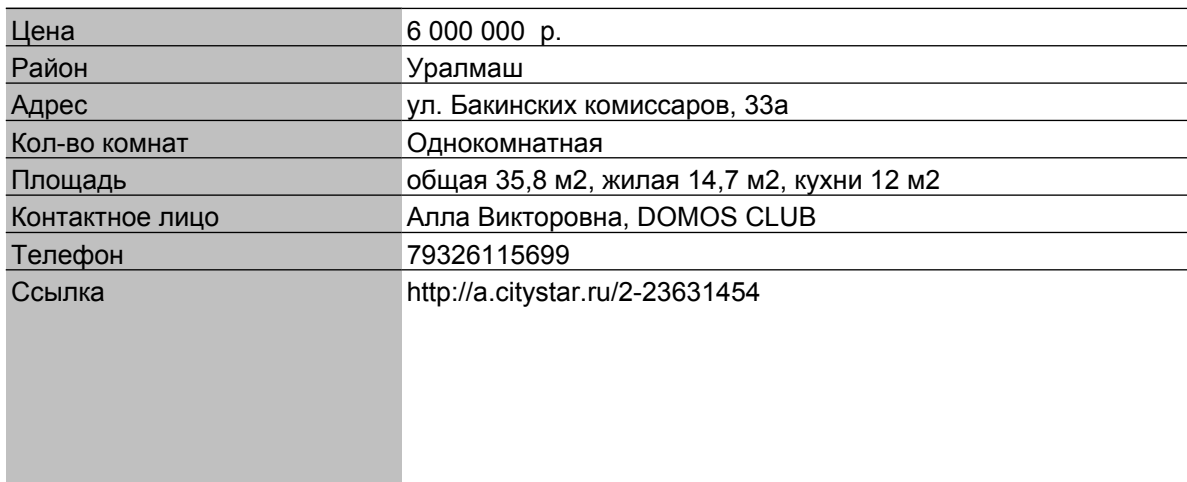 Цена 6 000 000 р.
Район Уралмаш
Адрес ул. Бакинских комиссаров, 33а
Кол-во комнат Однокомнатная
Площадь общая 35,8 м2, жилая 14,7 м2, кухни 12 м2
Контактное лицо Алла Викторовна, DOMOS CLUB
Телефон 79326115699
Ссылка http://a.citystar.ru/2-23631454